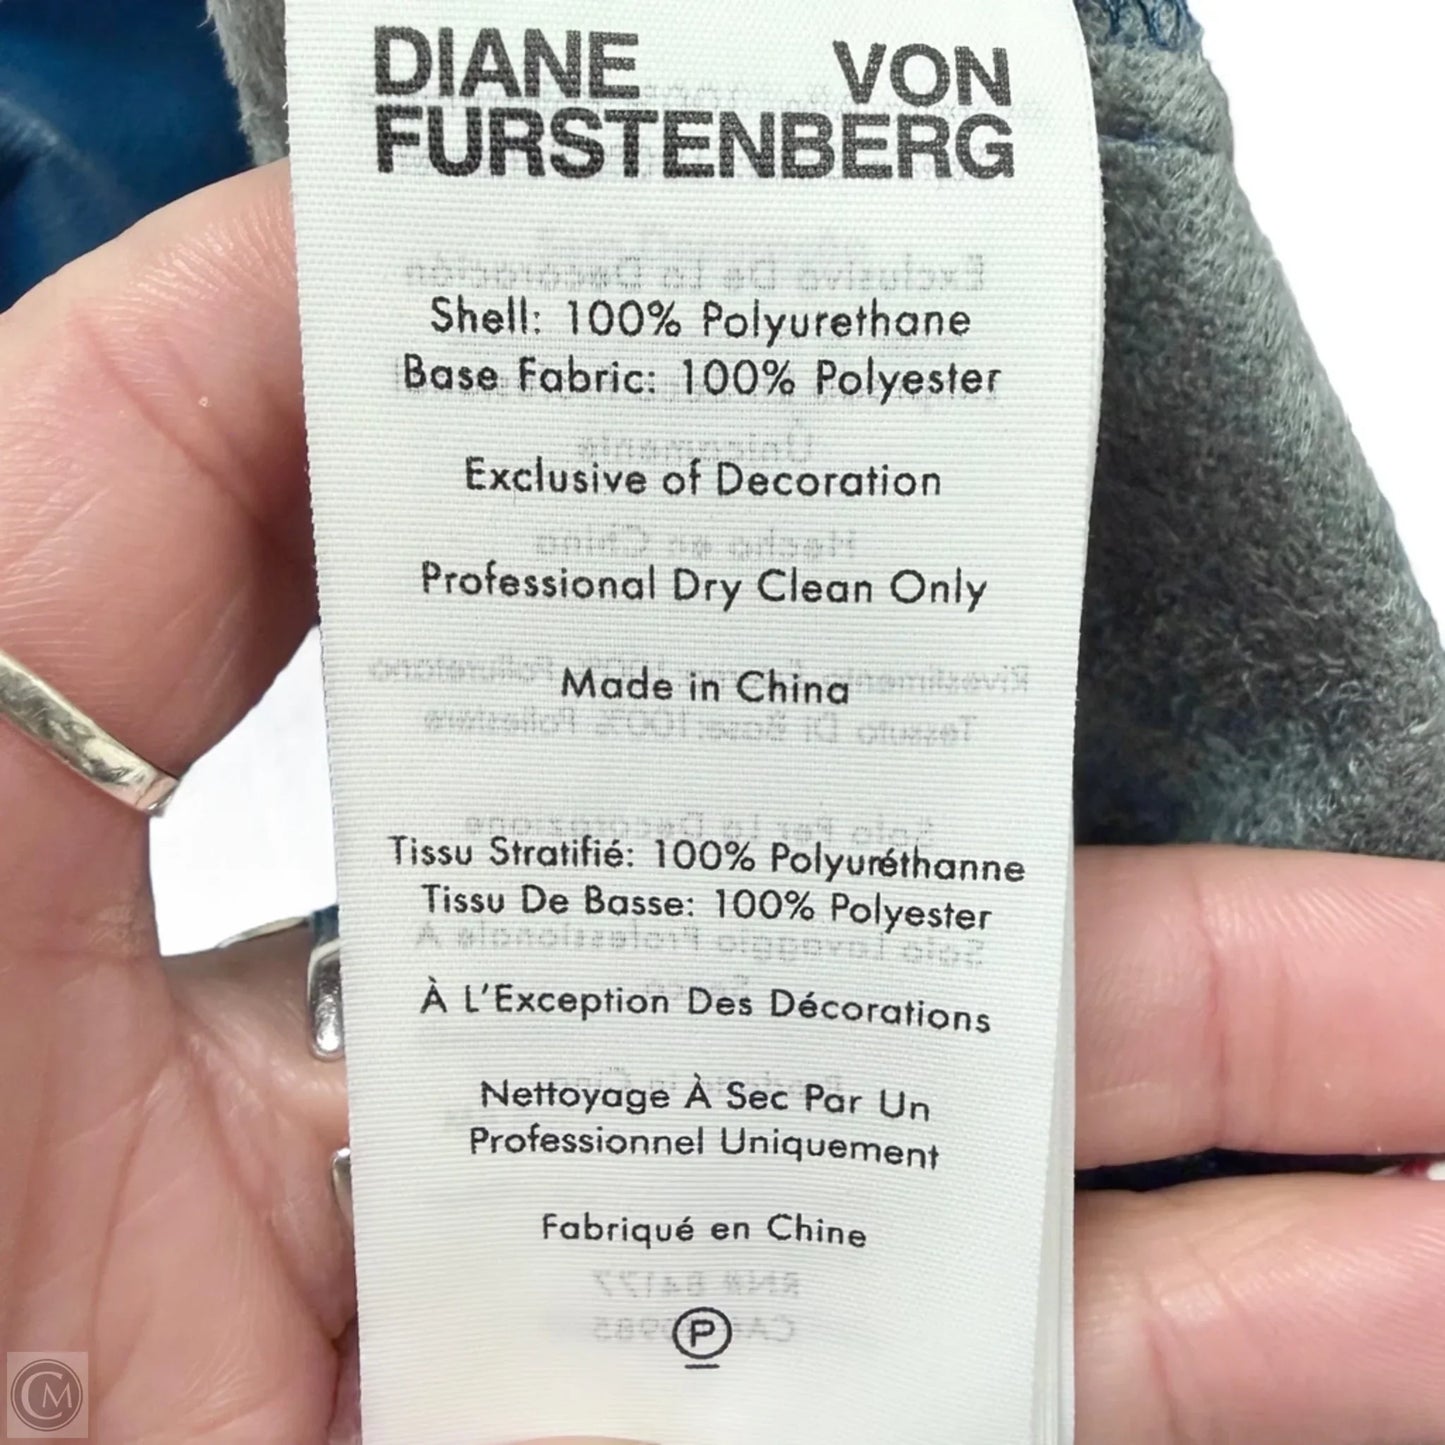 DIANE VON
FURSTENBERG
Shell: 100% Polyurethane
Base Fabric: 100% Polyester
Exclusive of Decoration
Professional Dry Clean Only
Made in China
Tissu Stratifié: 100% Polyuréthanne
Tissu De Basse: 100% Polyester
À L'Exception Des Décorations
Nettoyage À Sec Par Un
Professionnel Uniquement
Fabriqué en Chine
P
CM